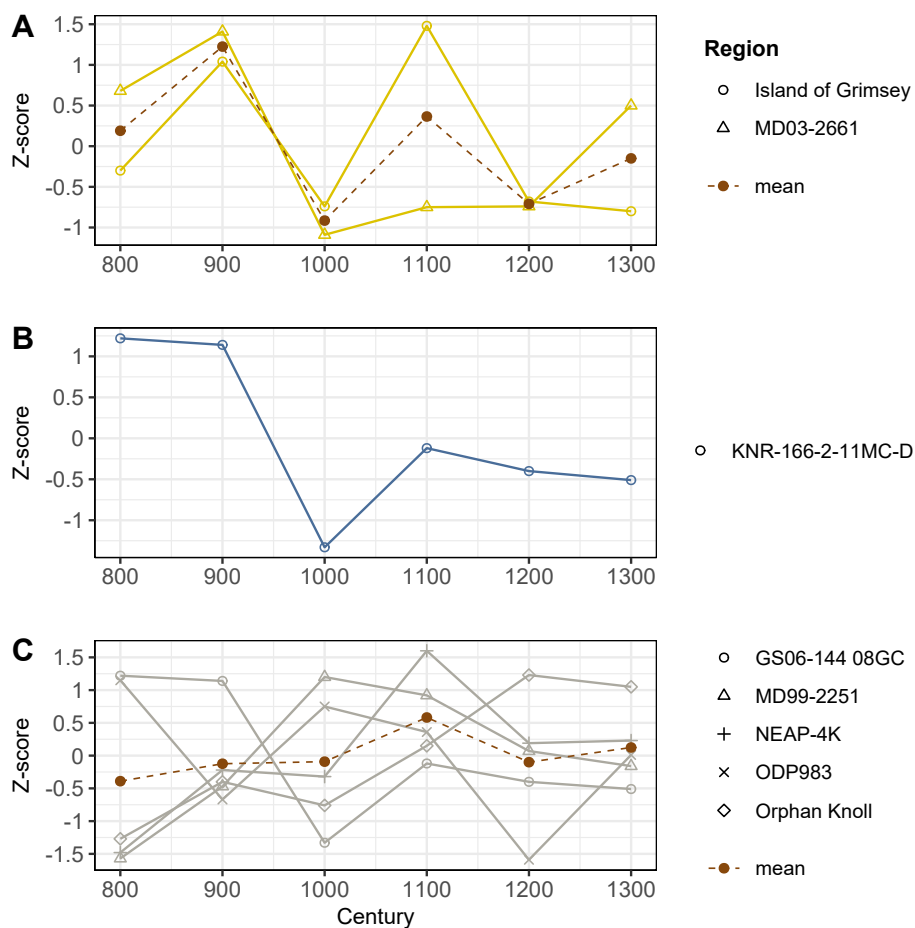 A
Z-score
1.5
1
0.5
0
-0.5
-1
800 900 1000 1100 1200 1300
Region
Island of Grimsey
MD03-2661
mean
B
Z-score
1
0.5
0
-0.5
-1
800 900 1000 1100 1200 1300
KNR-166-2-11MC-D
C
Z-score
1.5
1
0.5
0
-0.5
-1
-1.5
800 900 1000 1100 1200 1300
Century
GS06-144 08GC
MD99-2251
NEAP-4K
ODP983
Orphan Knoll
mean